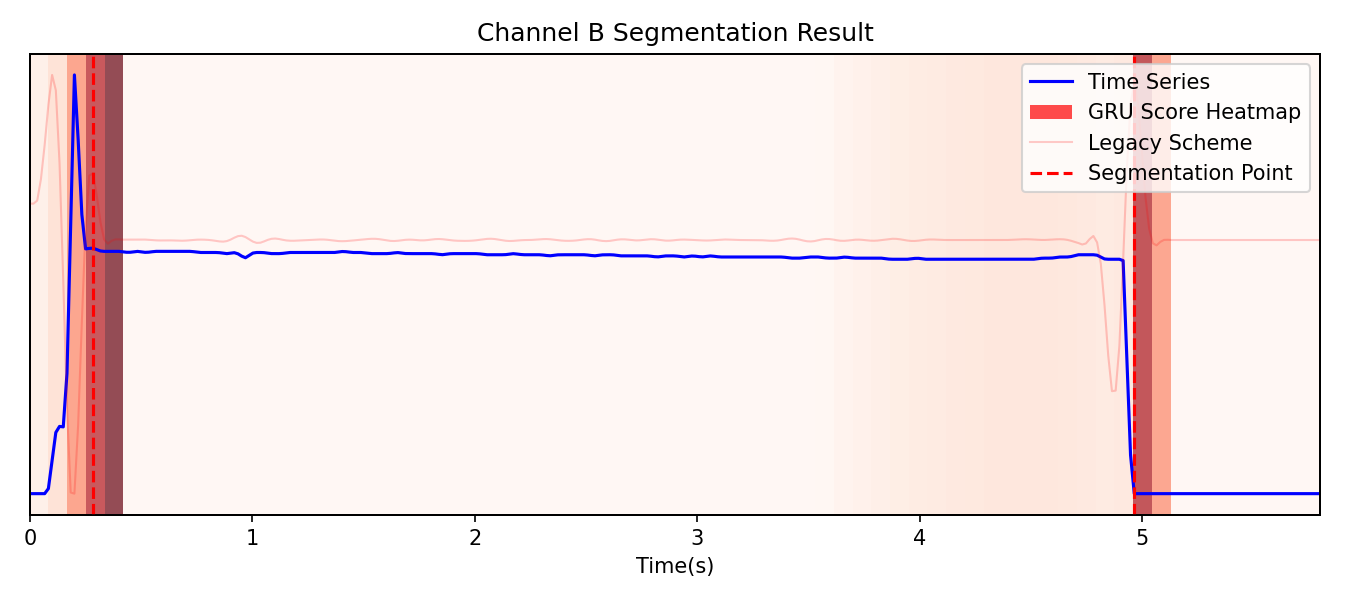 Channel B Segmentation Result
Time Series
GRU Score Heatmap
Legacy Scheme
Segmentation Point
0 1 2 3 4 5
Time(s)